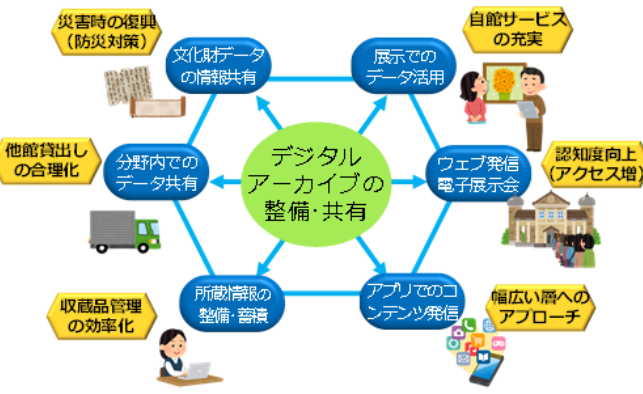 災害時の復興
(防災対策)
自館サービス
の充実
文化財データ
の情報共有
展示での
データ活用
他館貸出し
の合理化
分野内での
データ共有
デジタル
アーカイブの
整備・共有
ウェブ発信
電子展示会
認知度向上
(アクセス増)
所蔵情報の
整備・蓄積
アプリでのコ
ンテンツ発信
収蔵品管理
の効率化
幅広い層への
アプローチ